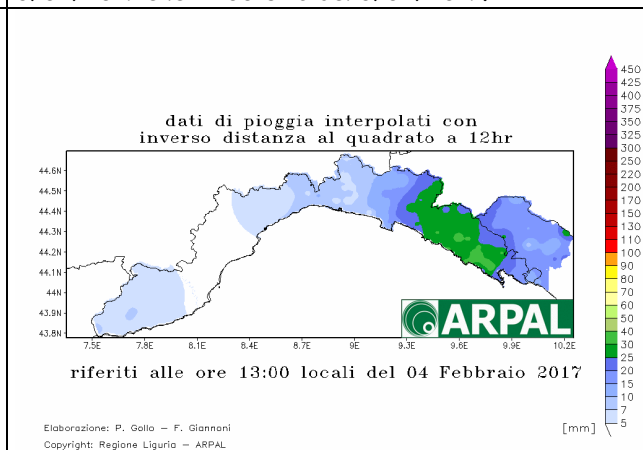 dati di pioggia interpolati con
inverso distanza al quadrato a 12hr
44.6N
44.5N
44.4N
44.3N
44.2N
44.1N
44N
43.9N
43.8N
7.5E 7.8E 8.1E 8.4E 8.7E 9E 9.3E 9.6E 9.9E 10.2E
ARPAL
450
425
400
375
350
325
300
250
220
200
170
150
130
110
100
90
80
70
60
50
40
30
25
20
15
10
7
5
[mm]
riferiti alle ore 13:00 locali del 04 Febbraio 2017
Elaborazione: P. Gollo – F. Giannoni
Copyright: Regione Liguria – ARPAL